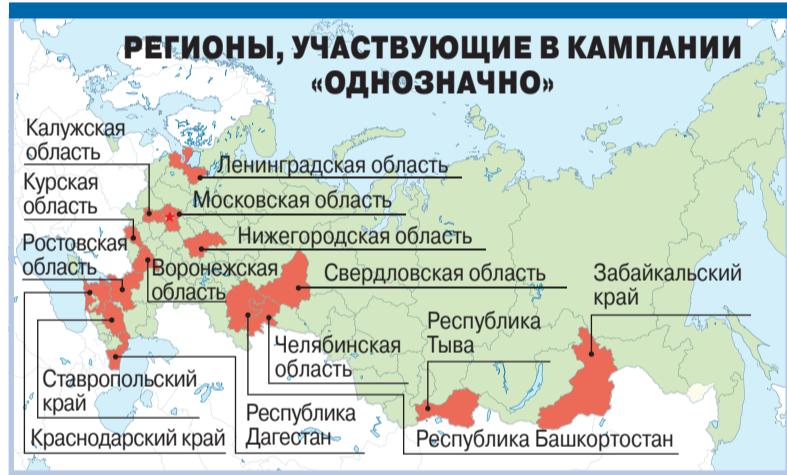 РЕГИОНЫ, УЧАСТВУЮЩИЕ В КАМПАНИИ
«ОДНОЗНАЧНО»
Калужская
область
Ленинградская область
Курская
область
Московская область
Ростовская
область
Нижегородская область
Воронежская
область
Свердловская область
Забайкальский
край
Республика
Тыва
Челябинская
область
Ставропольский
край
Республика
Дагестан
Краснодарский край
Республика Башкортостан